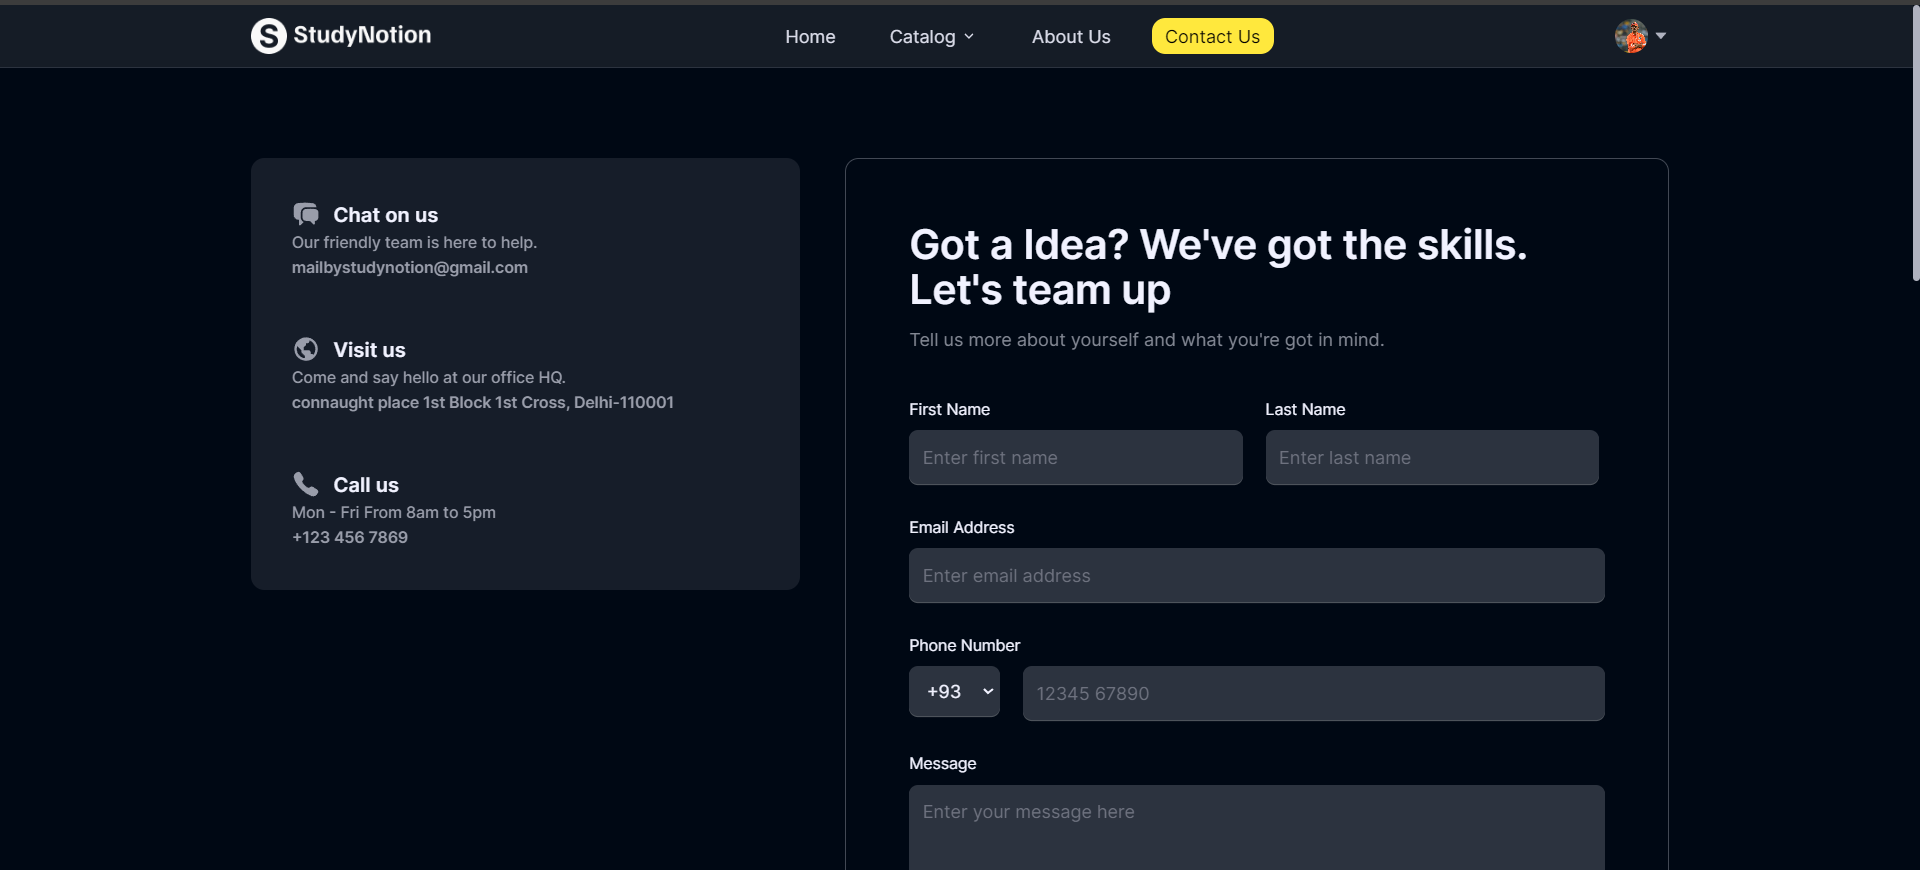 StudyNotion
Home
Catalog
About Us
Contact Us
Chat on us
Our friendly team is here to help.
mailbystudynotion@gmail.com
Visit us
Come and say hello at our office HQ.
connaught place 1st Block 1st Cross, Delhi-110001
Call us
Mon - Fri From 8am to 5pm
+123 456 7869
Got a Idea? We've got the skills.
Let's team up
Tell us more about yourself and what you're got in mind.
First Name
Last Name
Enter first name
Enter last name
Email Address
Enter email address
Phone Number
+93
12345 67890
Message
Enter your message here